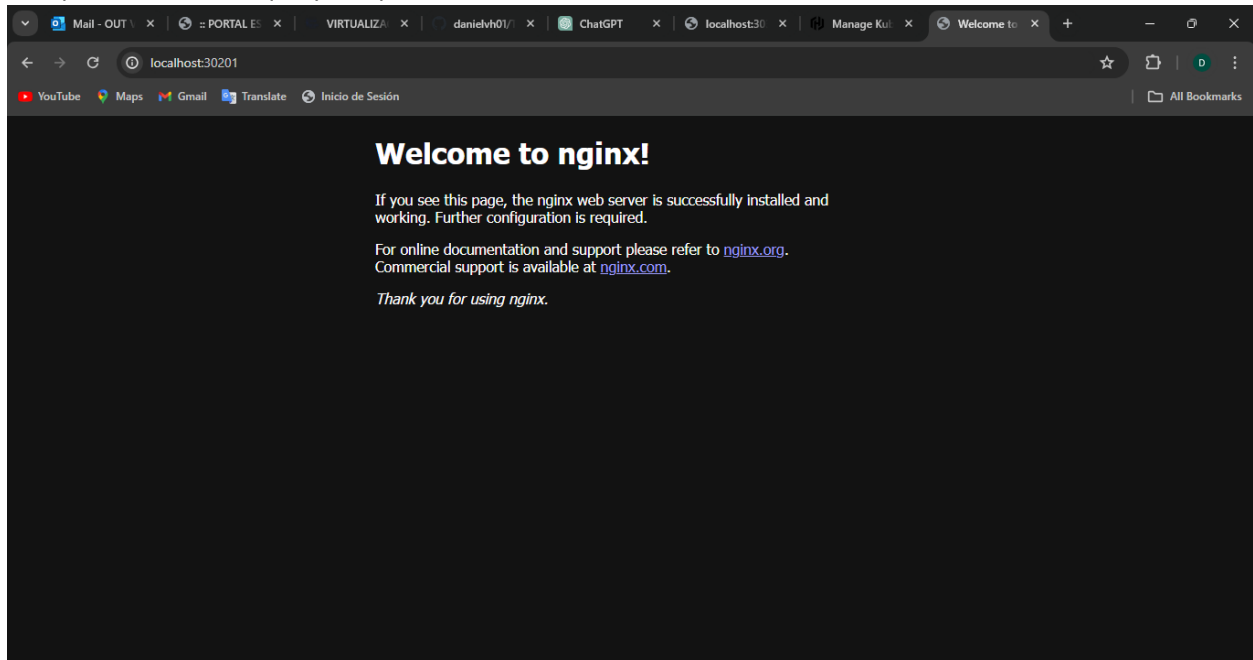 Mail - OUT
:: PORTAL ES
VIRTUALIZA
danielvh01/
ChatGPT
localhost:30
Manage Kub
Welcome to
localhost:30201
D
YouTube
Maps
Gmail
Translate
Inicio de Sesión
All Bookmarks
Welcome to nginx!
If you see this page, the nginx web server is successfully installed and
working. Further configuration is required.
For online documentation and support please refer to nginx.org.
Commercial support is available at nginx.com.
Thank you for using nginx.